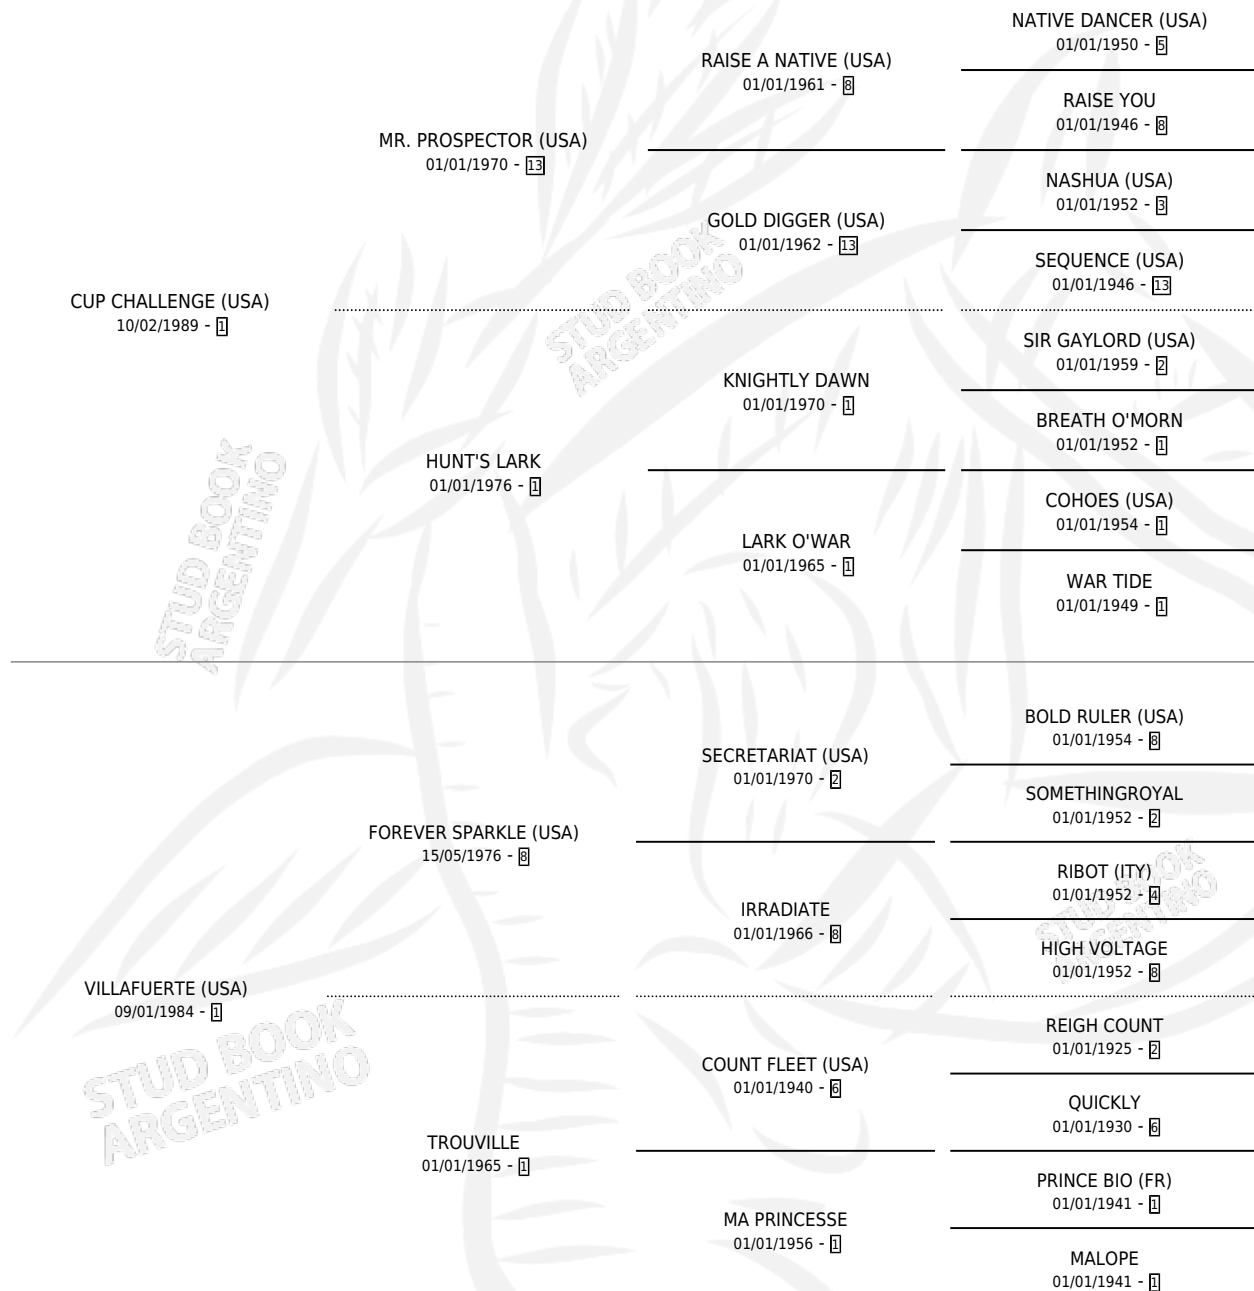 NATIVE DANCER (USA)
01/01/1950 - 5
RAISE A NATIVE (USA)
01/01/1961 - 8
RAISE YOU
01/01/1946 - 8
MR. PROSPECTOR (USA)
01/01/1970 - 13
NASHUA (USA)
01/01/1952 - 3
GOLD DIGGER (USA)
01/01/1962 - 13
SEQUENCE (USA)
01/01/1946 - 13
CUP CHALLENGE (USA)
10/02/1989 - 1
SIR GAYLORD (USA)
01/01/1959 - 2
KNIGHTLY DAWN
01/01/1970 - 1
BREATH O'MORN
01/01/1952 - 1
HUNT'S LARK
01/01/1976 - 1
COHOES (USA)
01/01/1954 - 1
LARK O'WAR
01/01/1965 - 1
WAR TIDE
01/01/1949 - 1
BOLD RULER (USA)
01/01/1954 - 8
SECRETARIAT (USA)
01/01/1970 - 2
SOMETHINGROYAL
01/01/1952 - 2
FOREVER SPARKLE (USA)
15/05/1976 - 8
RIBOT (ITY)
01/01/1952 - 4
IRRADIATE
01/01/1966 - 8
HIGH VOLTAGE
01/01/1952 - 8
VILLAFUERTE (USA)
09/01/1984 - 1
REIGH COUNT
01/01/1925 - 2
COUNT FLEET (USA)
01/01/1940 - 6
QUICKLY
01/01/1930 - 6
TROUVILLE
01/01/1965 - 1
PRINCE BIO (FR)
01/01/1941 - 1
MA PRINCESSE
01/01/1956 - 1
MALOPE
01/01/1941 - 1
STUD BOOK
ARGENTINO
STUD BOOK
ARGENTINO
STUD BOOK
ARGENTINO
STUD BOOK
ARGENTINO